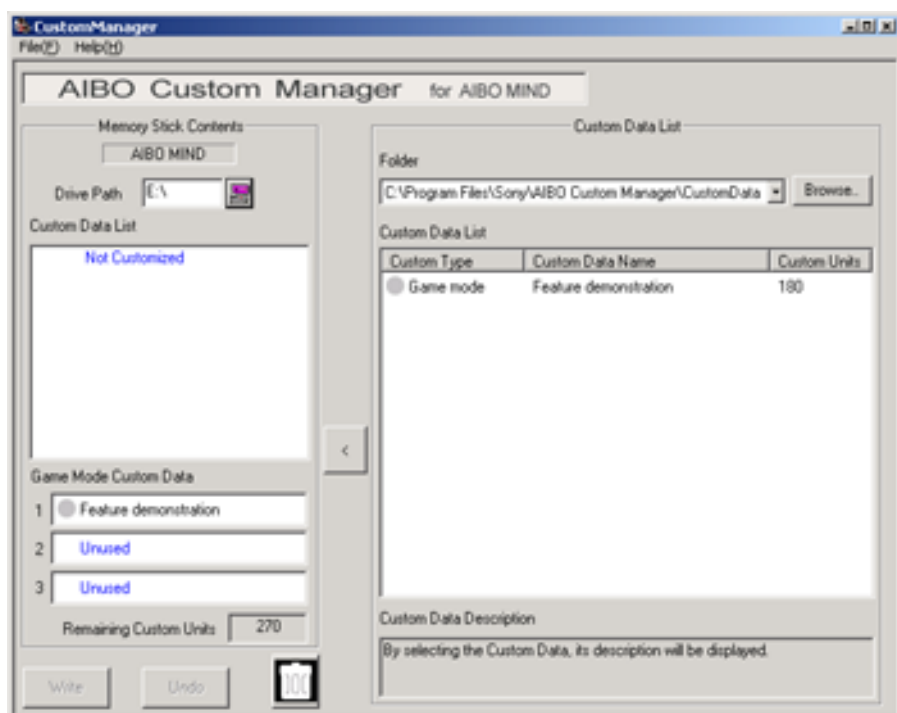 CustomManager
File(F) Help(H)
AIBO Custom Manager for AIBO MIND
Memory Stick Contents
AIBO MIND
Drive Path E:\
Custom Data List
Not Customized
Game Mode Custom Data
1 Feature demonstration
2 Unused
3 Unused
Remaining Custom Units 270
Write Undo
<
Custom Data List
Folder
C:\Program Files\Sony\AIBO Custom Manager\CustomData Browse..
Custom Data List
Custom Type Custom Data Name Custom Units
Game mode Feature demonstration 180
Custom Data Description
By selecting the Custom Data, its description will be displayed.